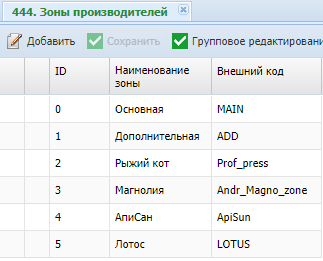 444. Зоны производителей
Добавить Сохранить Групповое редактировани
ID Наименование зоны Внешний код
0 Основная MAIN
1 Дополнительная ADD
2 Рыжий кот Prof_press
3 Магнолия Andr_Magno_zone
4 АпиСан ApiSun
5 Лотос LOTUS